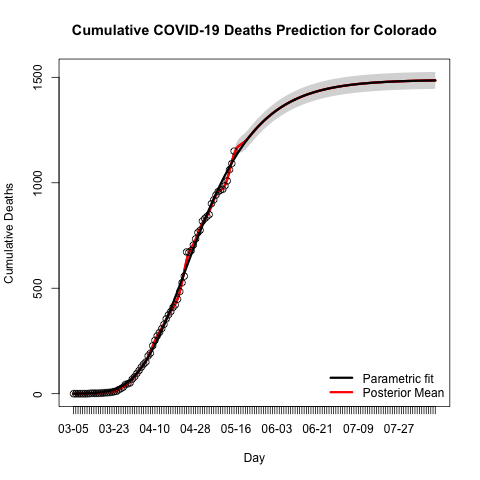 Cumulative COVID-19 Deaths Prediction for Colorado
Cumulative Deaths
1500
1000
500
0
Parametric fit
Posterior Mean
03-05 03-23 04-10 04-28 05-16 06-03 06-21 07-09 07-27
Day